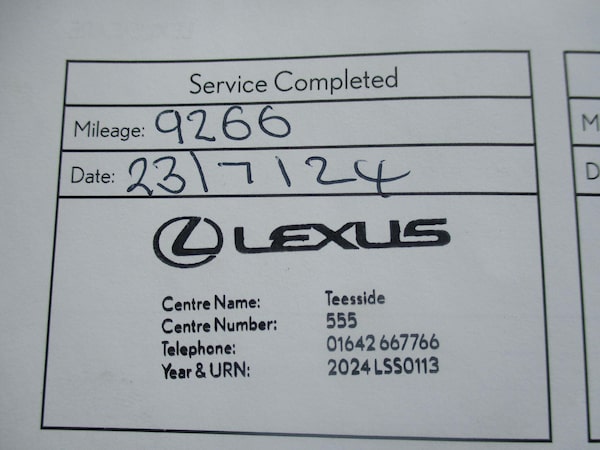 Service Completed
Mileage: 9266
Date: 23/7/24
LEXUS
Centre Name: Teesside
Centre Number: 555
Telephone: 01642 667766
Year & URN: 2024 LSS0113
M
D